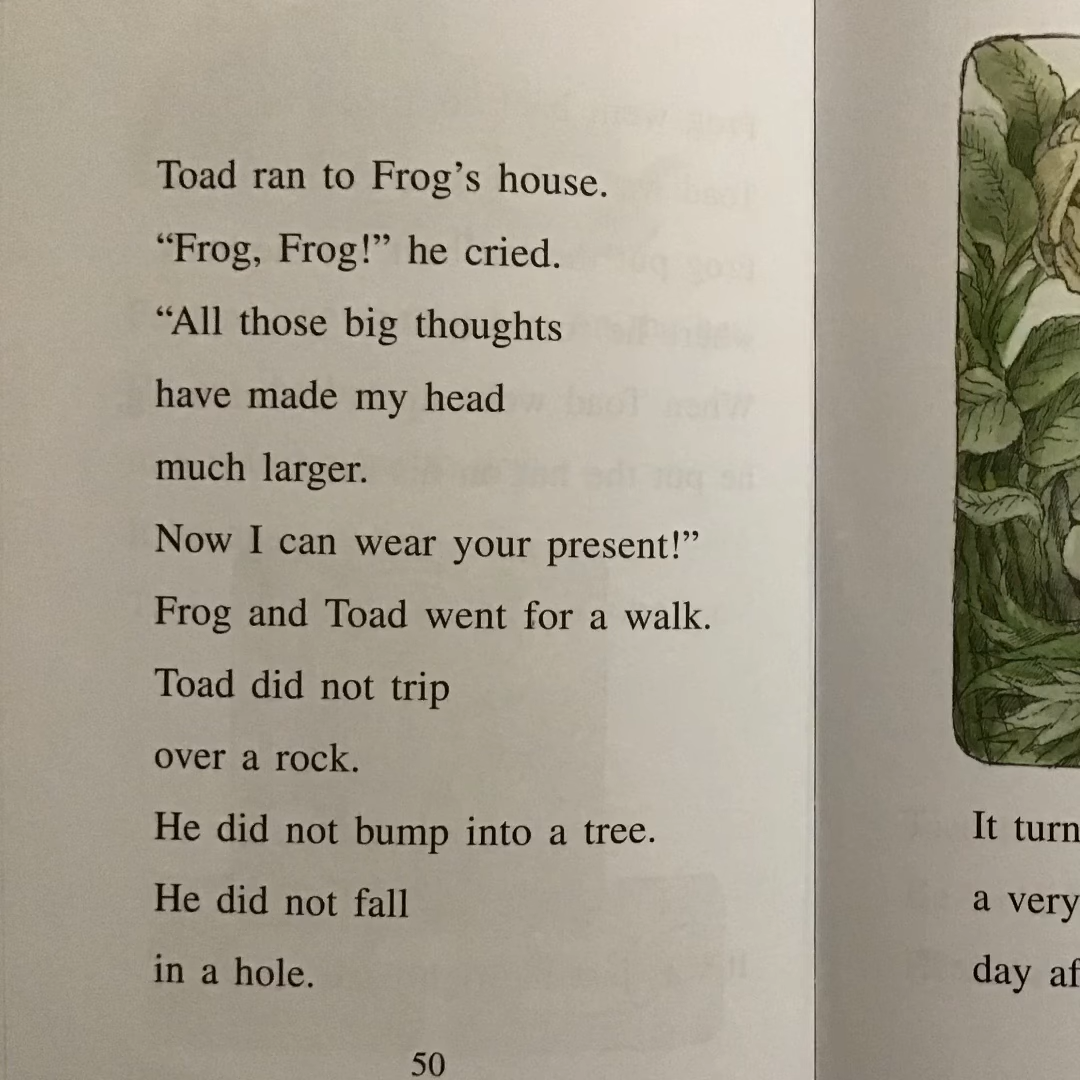 Toad ran to Frog’s house.
“Frog, Frog!” he cried.
“All those big thoughts
have made my head
much larger.
Now I can wear your present!”
Frog and Toad went for a walk.
Toad did not trip
over a rock.
He did not bump into a tree.
He did not fall
in a hole.
50
It turn
a very
day af